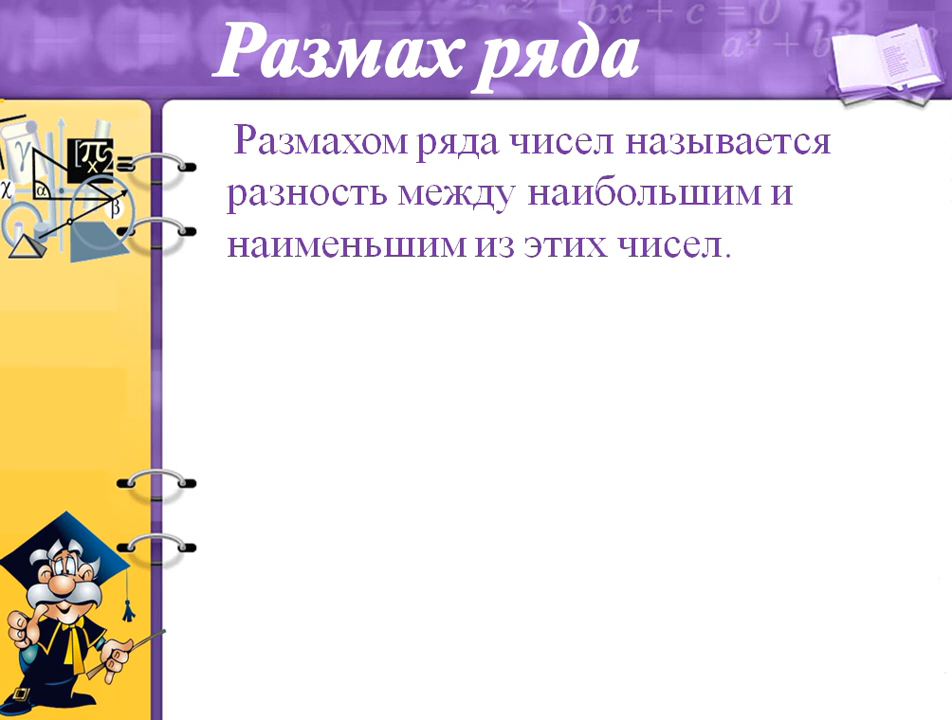 Размах ряда
Размахом ряда чисел называется
разность между наибольшим и
наименьшим из этих чисел.